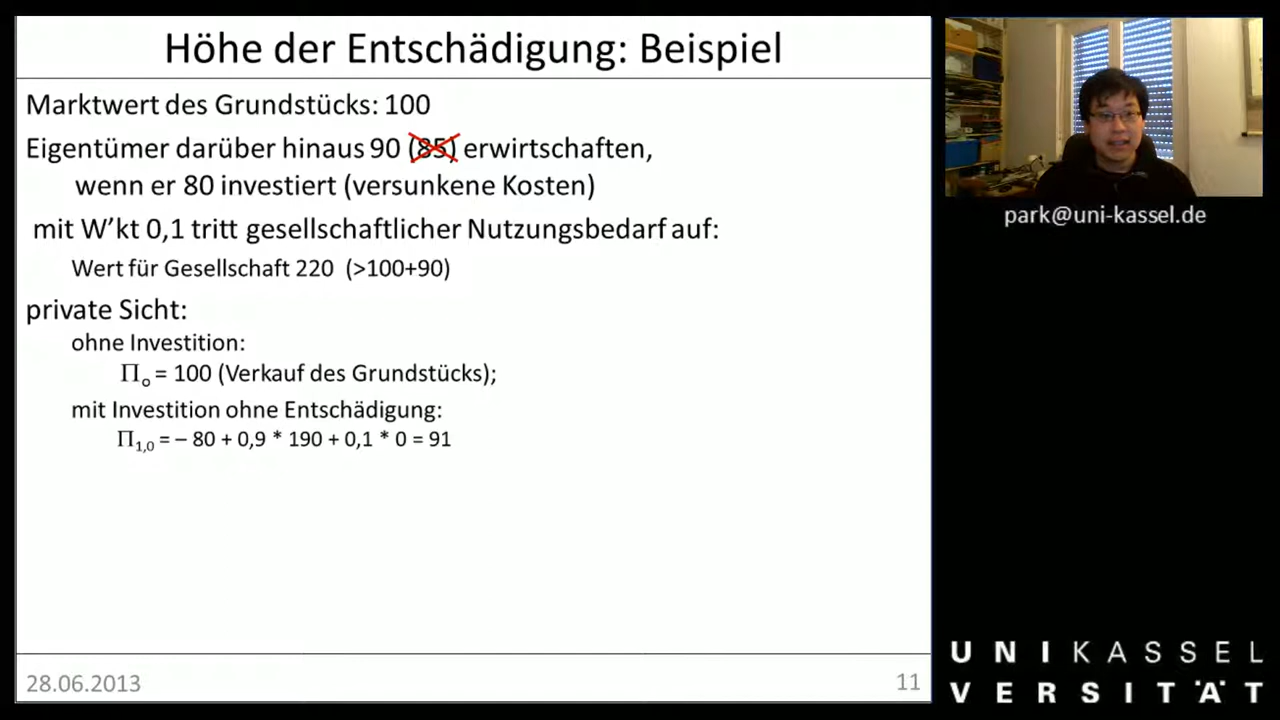 Höhe der Entschädigung: Beispiel
Marktwert des Grundstücks: 100
Eigentümer darüber hinaus 90 (85) erwirtschaften,
wenn er 80 investiert (versunkene Kosten)
mit W’kt 0,1 tritt gesellschaftlicher Nutzungsbedarf auf:
Wert für Gesellschaft 220 (>100+90)
private Sicht:
ohne Investition:
Π₀ = 100 (Verkauf des Grundstücks);
mit Investition ohne Entschädigung:
Π₁,₀ = – 80 + 0,9 * 190 + 0,1 * 0 = 91
28.06.2013
11
park@uni-kassel.de
UNIKASSEL
VERSITÄT